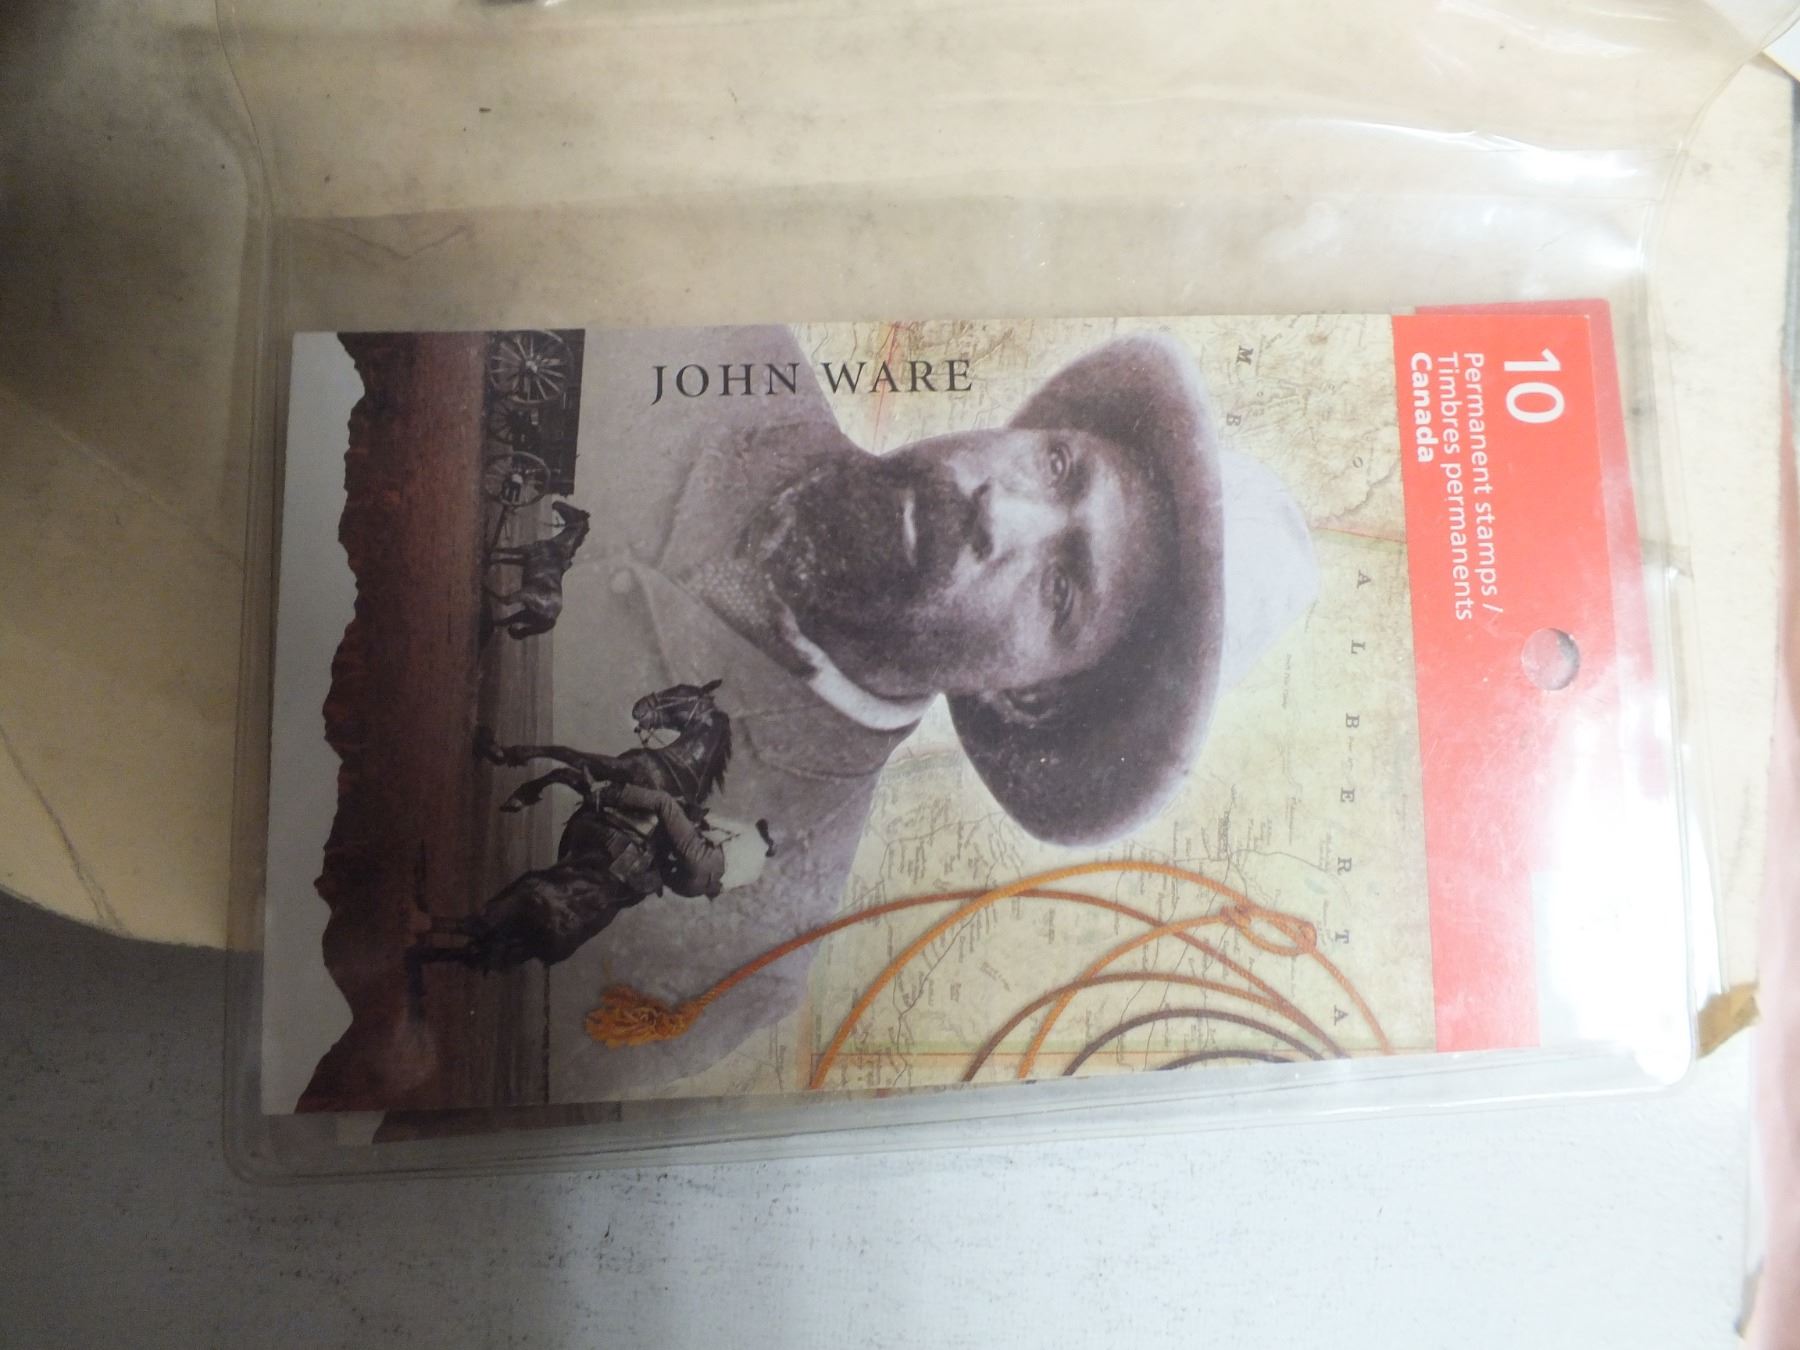 10
Permanent stamps /
Timbres permanents
Canada
M B
A L B E R T A
JOHN WARE